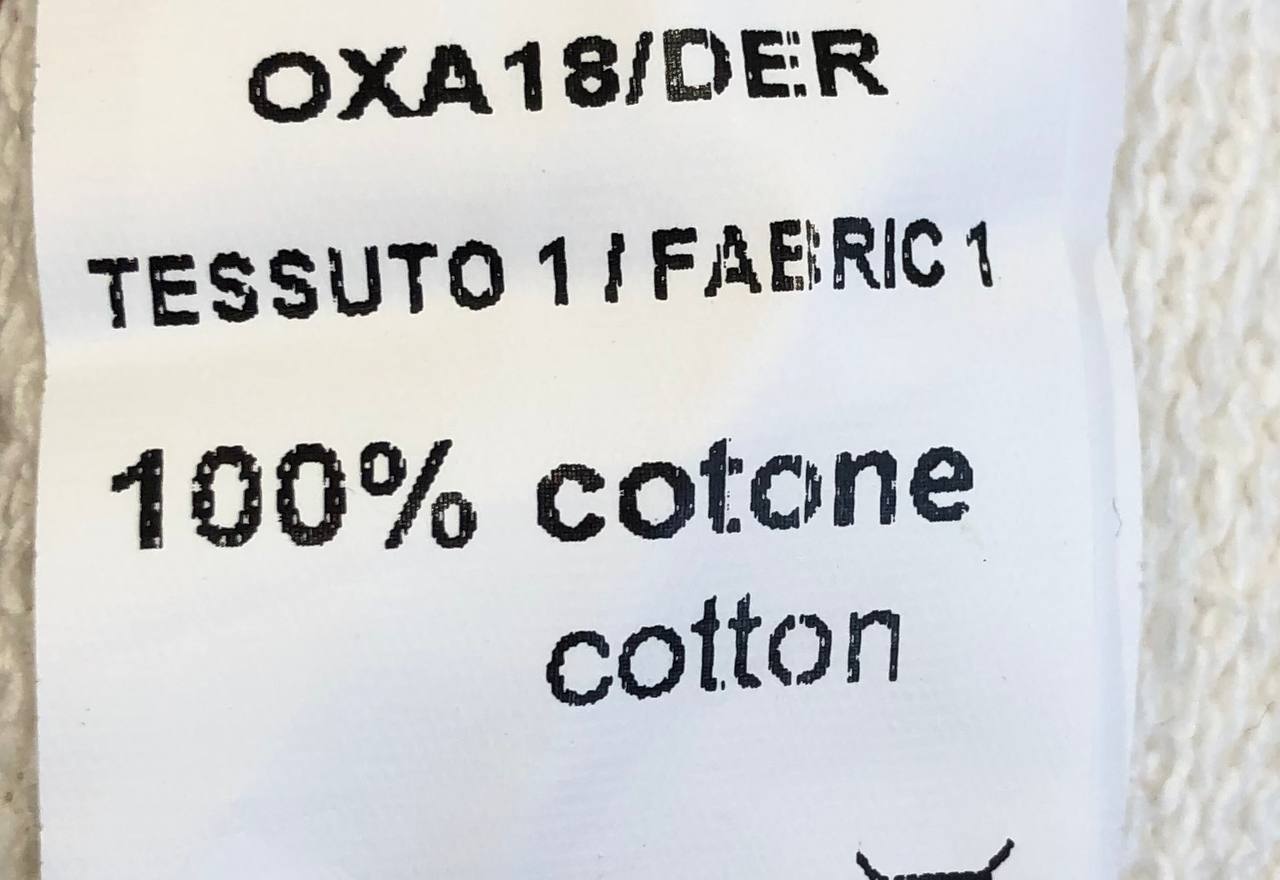 OXA18/DER
TESSUTO 1 / FABRIC 1
100% cotone
cotton